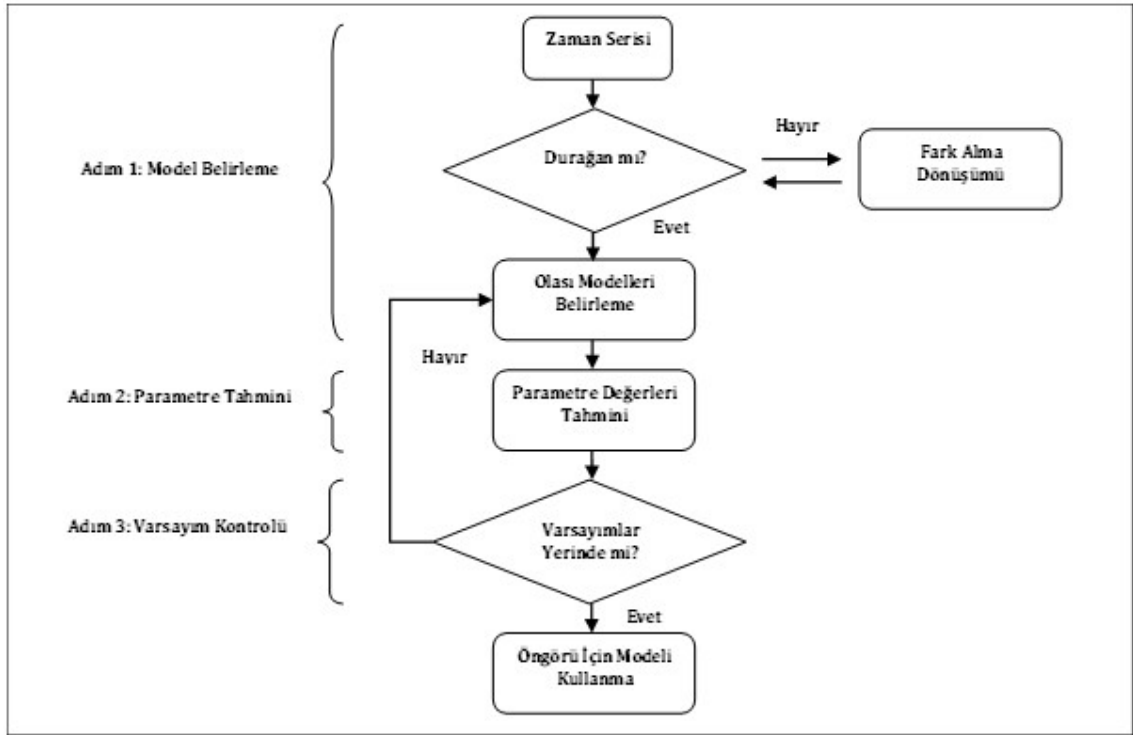 Zaman Serisi
Hayır
Adım 1: Model Belirleme
Durağan mı?
Fark Alma
Dönüşümü
Evet
Olası Modelleri
Belirleme
Hayır
Adım 2: Parametre Tahmini
Parametre Değerleri
Tahmini
Adım 3: Varsayım Kontrolü
Varsayımlar
Yerinde mi?
Evet
Öngörü İçin Modeli
Kullanma